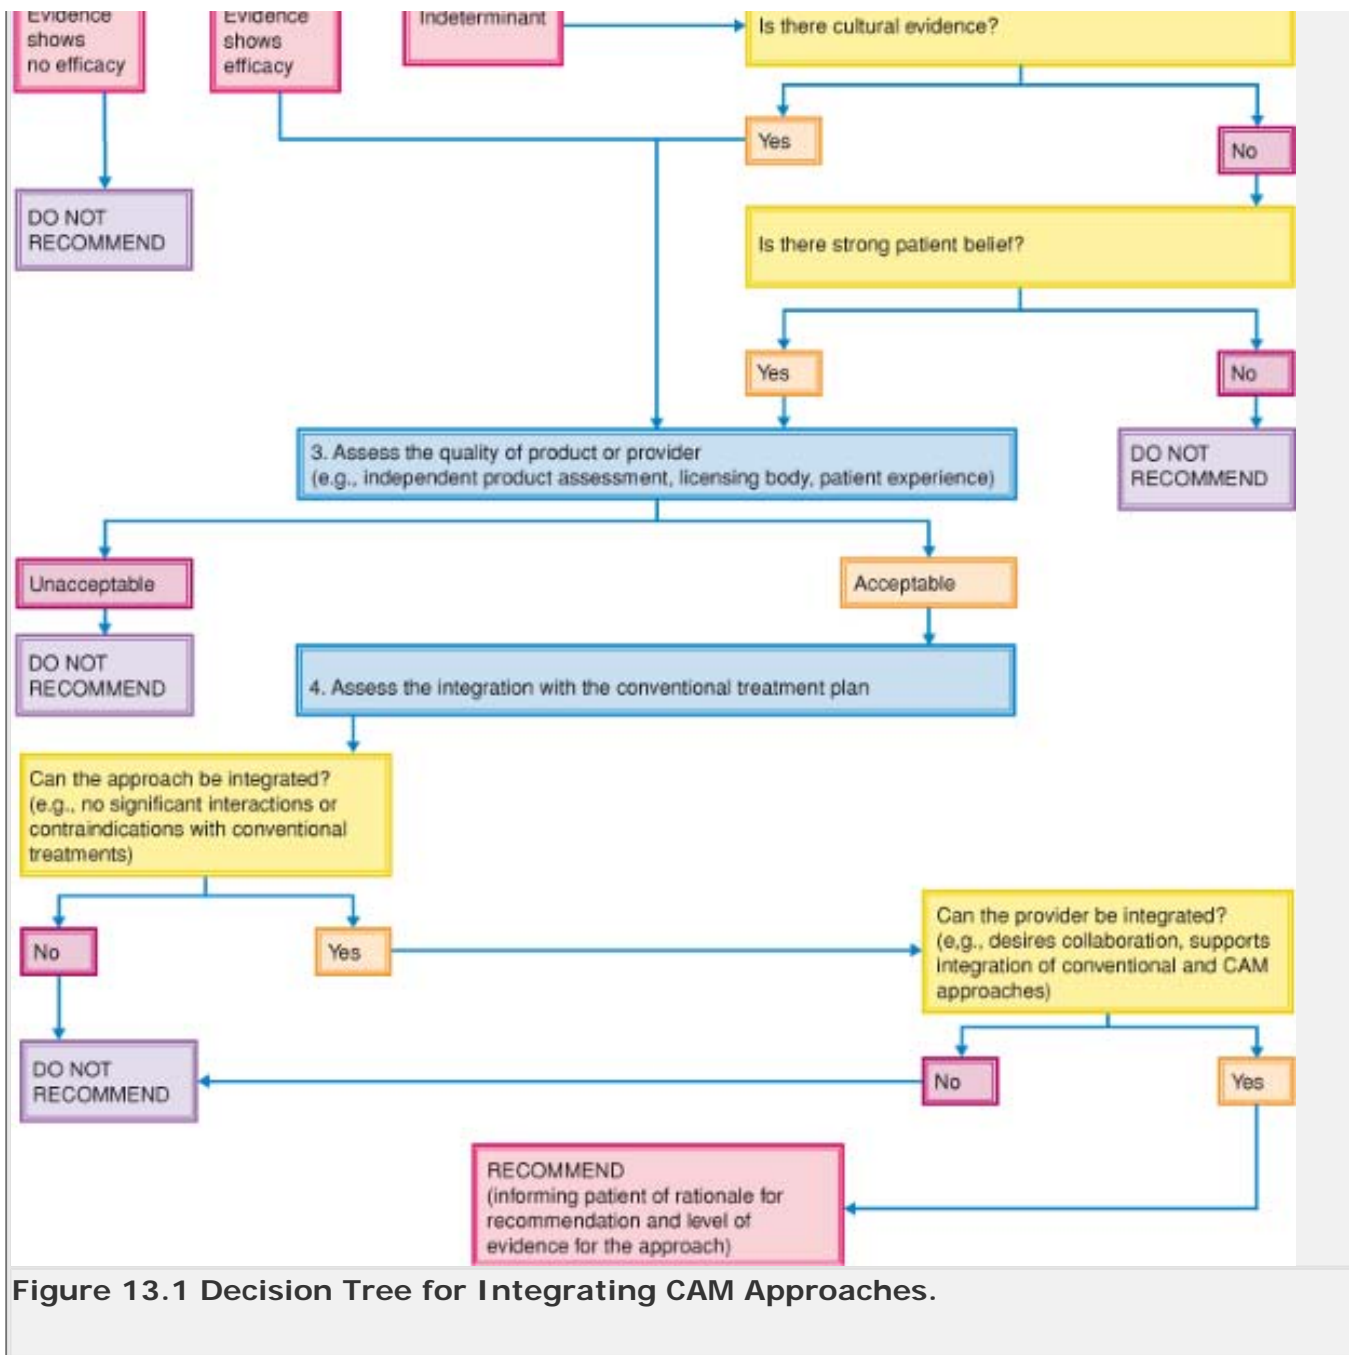 Evidence
shows
no efficacy
Evidence
shows
efficacy
Indeterminant
Is there cultural evidence?
Yes
No
DO NOT
RECOMMEND
Is there strong patient belief?
Yes
No
3. Assess the quality of product or provider
(e.g., independent product assessment, licensing body, patient experience)
DO NOT
RECOMMEND
Unacceptable
Acceptable
DO NOT
RECOMMEND
4. Assess the integration with the conventional treatment plan
Can the approach be integrated?
(e.g., no significant interactions or
contraindications with conventional
treatments)
No
Yes
Can the provider be integrated?
(e.g., desires collaboration, supports
integration of conventional and CAM
approaches)
DO NOT
RECOMMEND
No
Yes
RECOMMEND
(informing patient of rationale for
recommendation and level of
evidence for the approach)
Figure 13.1 Decision Tree for Integrating CAM Approaches.